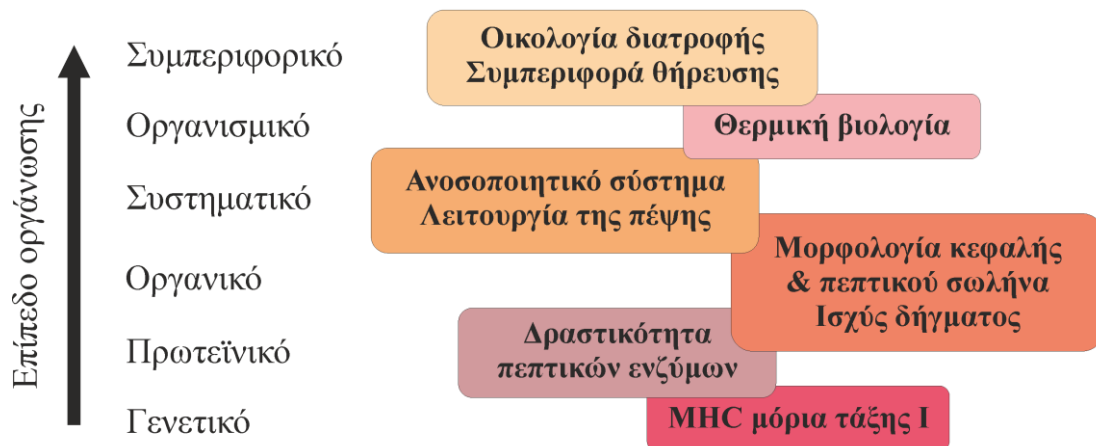 Επίπεδο οργάνωσης
Συμπεριφορικό
Οικολογία διατροφής
Συμπεριφορά θήρευσης
Οργανισμικό
Θερμική βιολογία
Συστηματικό
Ανοσοποιητικό σύστημα
Λειτουργία της πέψης
Οργανικό
Μορφολογία κεφαλής
& πεπτικού σωλήνα
Ισχύς δήγματος
Πρωτεϊνικό
Δραστικότητα
πεπτικών ενζύμων
Γενετικό
MHC μόρια τάξης I